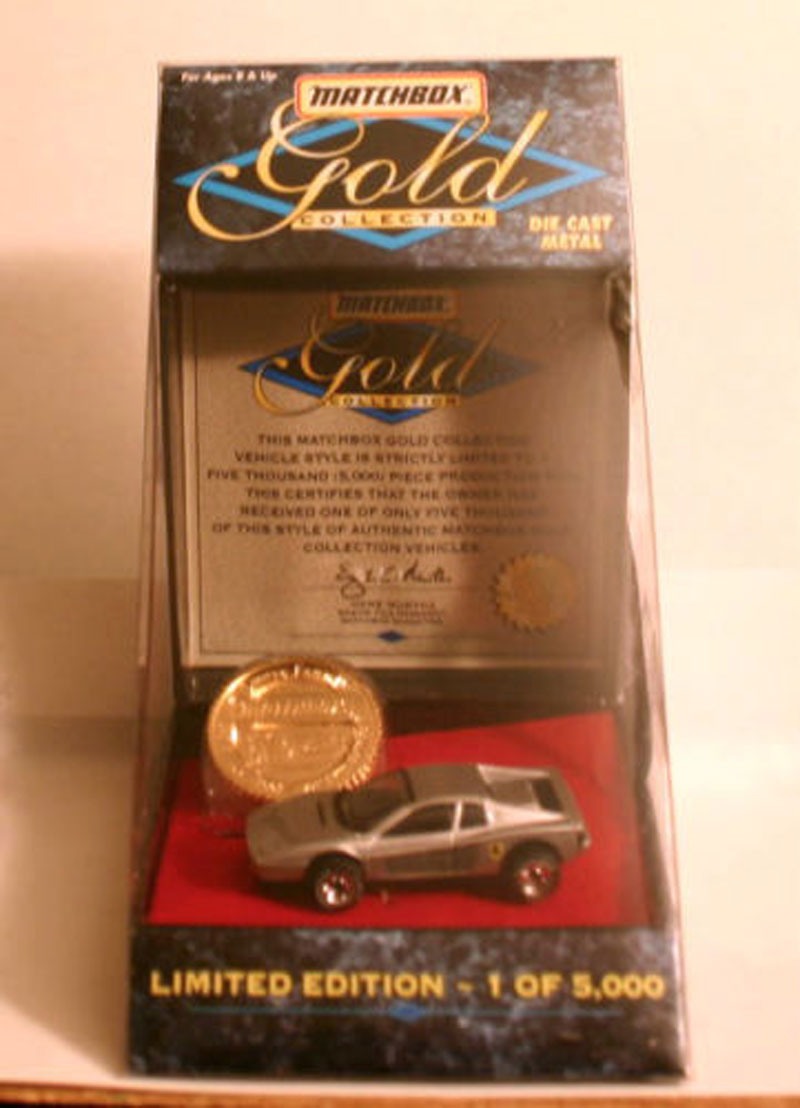 For Ages 8 & Up
MATCHBOX
Gold
COLLECTION
DIE CAST
METAL
MATCHBOX
Gold
COLLECTION
THIS MATCHBOX GOLD COLLECTION
VEHICLE STYLE IS STRICTLY LIMITED TO A
FIVE THOUSAND (5,000) PIECE PRODUCTION
THIS CERTIFIES THAT THE OWNER HAS
RECEIVED ONE OF ONLY FIVE THOUSAND
OF THIS STYLE OF AUTHENTIC MATCHBOX GOLD
COLLECTION VEHICLES.
LIMITED EDITION ~ 1 OF 5,000